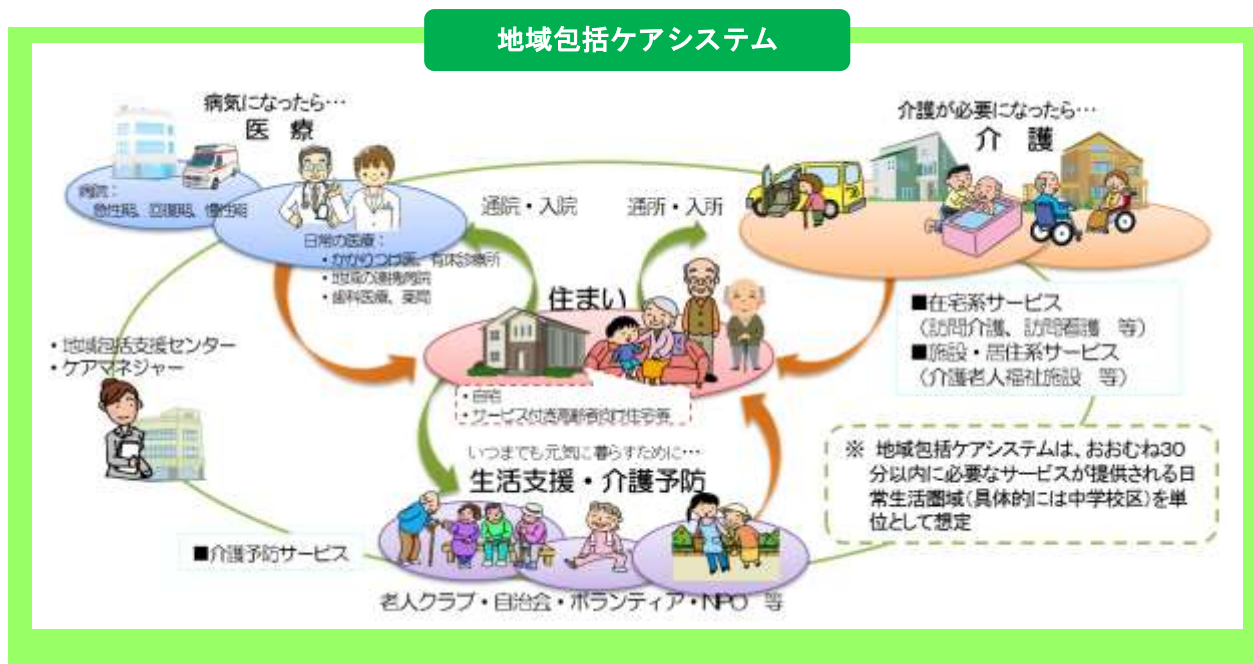 地域包括ケアシステム
病気になったら…
医 療
病院:
急性期、回復期、慢性期
日常の医療:
・かかりつけ医、有床診療所
・地域の連携病院
・歯科医療、薬局
通院・入院
通所・入所
介護が必要になったら…
介 護
■在宅系サービス
(訪問介護、訪問看護 等)
■施設・居住系サービス
(介護老人福祉施設 等)
住まい
・自宅
・サービス付き高齢者向け住宅等
・地域包括支援センター
・ケアマネジャー
いつまでも元気に暮らすために…
生活支援・介護予防
■介護予防サービス
老人クラブ・自治会・ボランティア・NPO 等
※ 地域包括ケアシステムは、おおむね30
分以内に必要なサービスが提供される日
常生活圏域(具体的には中学校区)を単
位として想定